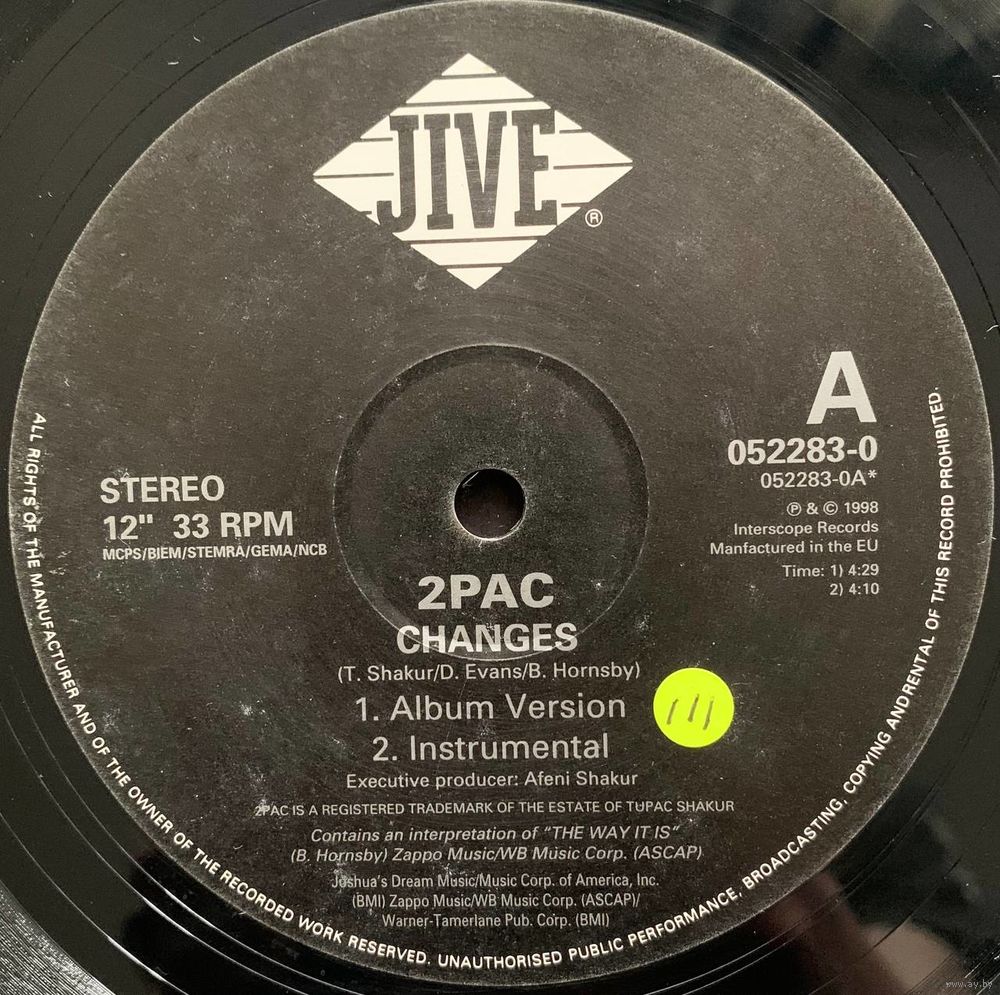 JIVE
®
A
052283-0
052283-0A*
℗ & © 1998
Interscope Records
Manfactured in the EU
Time: 1) 4:29
2) 4:10
STEREO
12" 33 RPM
MCPS/BIEM/STEMRA/GEMA/NCB
2PAC
CHANGES
(T. Shakur/D. Evans/B. Hornsby)
1. Album Version
2. Instrumental
Executive producer: Afeni Shakur
2PAC IS A REGISTERED TRADEMARK OF THE ESTATE OF TUPAC SHAKUR
Contains an interpretation of "THE WAY IT IS"
(B. Hornsby) Zappo Music/WB Music Corp. (ASCAP)
Joshua's Dream Music/Music Corp. of America, Inc.
(BMI) Zappo Music/WB Music Corp. (ASCAP)/
Warner-Tamerlane Pub. Corp. (BMI)
ALL RIGHTS OF THE MANUFACTURER AND OF THE OWNER OF THE RECORDED WORK RESERVED. UNAUTHORISED PUBLIC PERFORMANCE, BROADCASTING, COPYING AND RENTAL OF THIS RECORD PROHIBITED.
111
www.ay.by